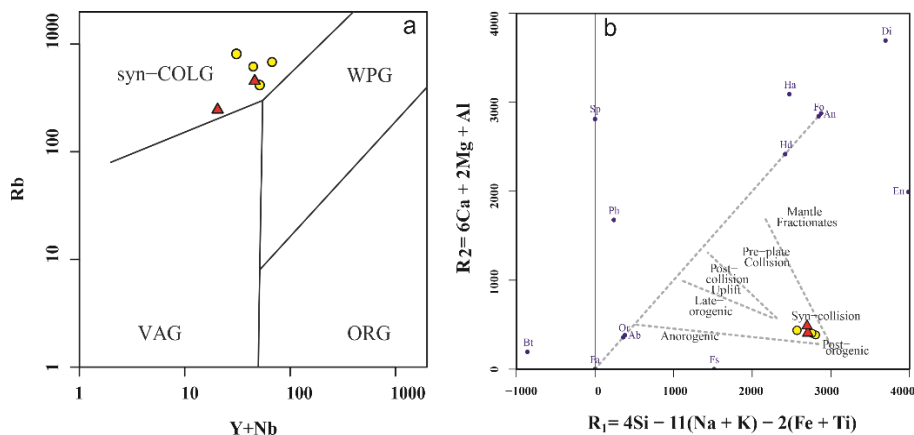 a
1000
100
10
1
Rb
syn−COLG
WPG
VAG
ORG
1
10
100
1000
Y+Nb
b
4000
3000
2000
1000
0
R2= 6Ca + 2Mg + Al
Di
Ha
Fo
An
Sp
Hd
En
Ph
Mantle
Fractionates
Pre-plate
Collision
Post−
collision
Uplift
Late−
orogenic
Syn−collision
Or
Ab
Anorogenic
Post−
orogenic
Bt
Fa
Fs
−1000
0
1000
2000
3000
4000
R1= 4Si − 11(Na + K) − 2(Fe + Ti)